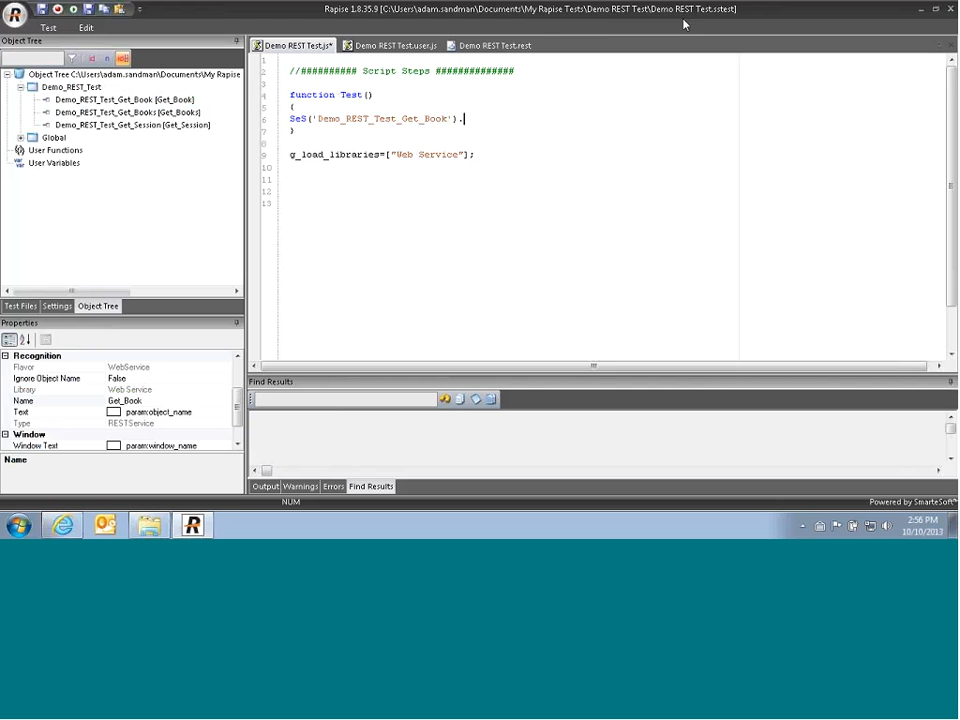 Rapise 1.8.35.9 [C:\Users\adam.sandman\Documents\My Rapise Tests\Demo REST Test\Demo REST Test.sstest]
Test Edit
Object Tree
Object Tree C:\Users\adam.sandman\Documents\My Rapise
Demo_REST_Test
Demo_REST_Test_Get_Book [Get_Book]
Demo_REST_Test_Get_Books [Get_Books]
Demo_REST_Test_Get_Session [Get_Session]
Global
User Functions
User Variables
Test Files Settings Object Tree
Properties
Recognition
Flavor WebService
Ignore Object Name False
Library Web Service
Name Get_Book
Text param:object_name
Type RESTService
Window
Window Text param:window_name
Name
Demo REST Test.js* Demo REST Test.user.js Demo REST Test.rest
1
2 //########## Script Steps ##############
3
4 function Test()
5 {
6 SeS('Demo_REST_Test_Get_Book').
7 }
8
9 g_load_libraries=["Web Service"];
10
11
12
13
Find Results
Output Warnings Errors Find Results
NUM
Powered by SmarteSoft™
2:56 PM
10/10/2013